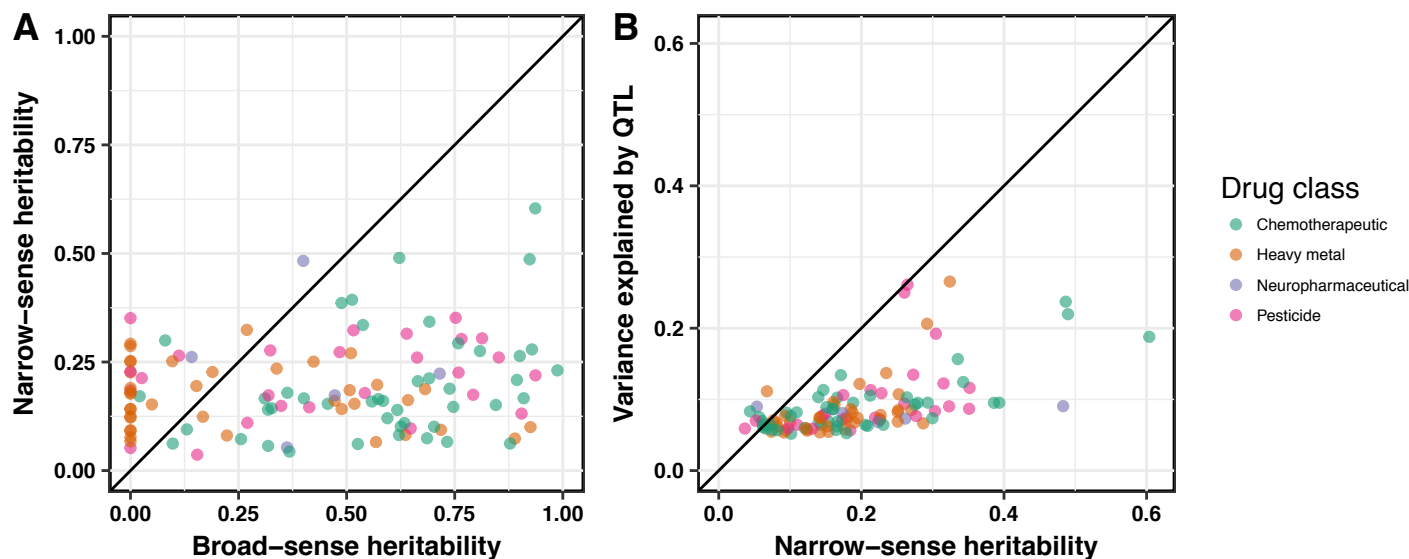 A
Narrow−sense heritability
1.00
0.75
0.50
0.25
0.00
0.00 0.25 0.50 0.75 1.00
Broad−sense heritability
B
Variance explained by QTL
0.6
0.4
0.2
0.0
0.0 0.2 0.4 0.6
Narrow−sense heritability
Drug class
Chemotherapeutic
Heavy metal
Neuropharmaceutical
Pesticide